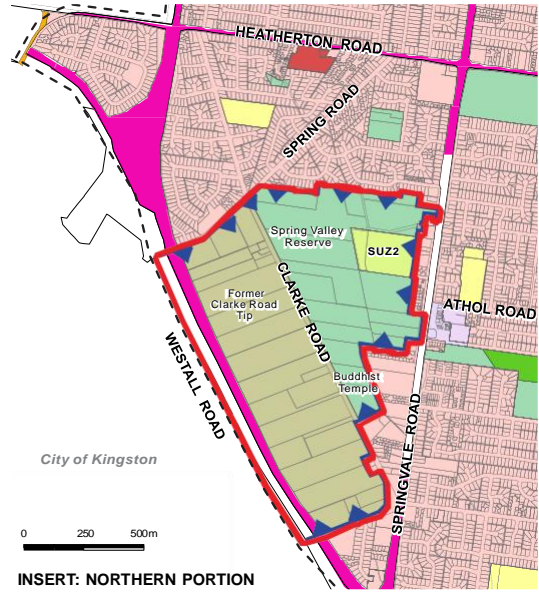 HEATHERTON ROAD
SPRING ROAD
Spring Valley
Reserve
SUZ2
Former
Clarke Road
Tip
CLARKE ROAD
ATHOL ROAD
WESTALL ROAD
Buddhist
Temple
SPRINGVALE ROAD
City of Kingston
0 250 500m
INSERT: NORTHERN PORTION